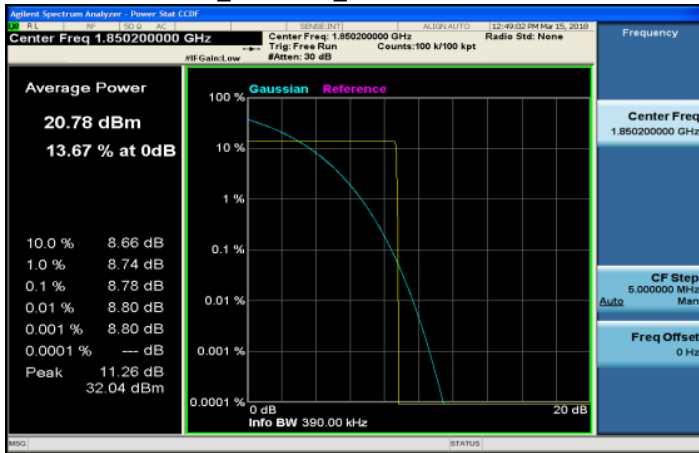 Agilent Spectrum Analyzer - Power Stat CCDF
RL RF 50 Ω AC SENSE:INT ALIGN AUTO 12:49:02 PM Mar 15, 2018
Center Freq 1.850200000 GHz
Center Freq: 1.850200000 GHz Radio Std: None
Trig: Free Run Counts:100 k/100 kpt
#IFGain:Low #Atten: 30 dB
Frequency
Average Power
20.78 dBm
13.67 % at 0dB
10.0 % 8.66 dB
1.0 % 8.74 dB
0.1 % 8.78 dB
0.01 % 8.80 dB
0.001 % 8.80 dB
0.0001 % --- dB
Peak 11.26 dB
32.04 dBm
Gaussian Reference
100 %
10 %
1 %
0.1 %
0.01 %
0.001 %
0.0001 %
0 dB 20 dB
Info BW 390.00 kHz
Center Freq
1.850200000 GHz
CF Step
5.000000 MHz
Auto Man
Freq Offset
0 Hz
MSG STATUS